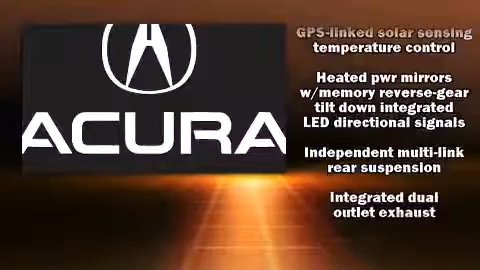 ACURA
GPS-linked solar sensing
temperature control
Heated pwr mirrors
w/memory reverse-gear
tilt down integrated
LED directional signals
Independent multi-link
rear suspension
Integrated dual
outlet exhaust